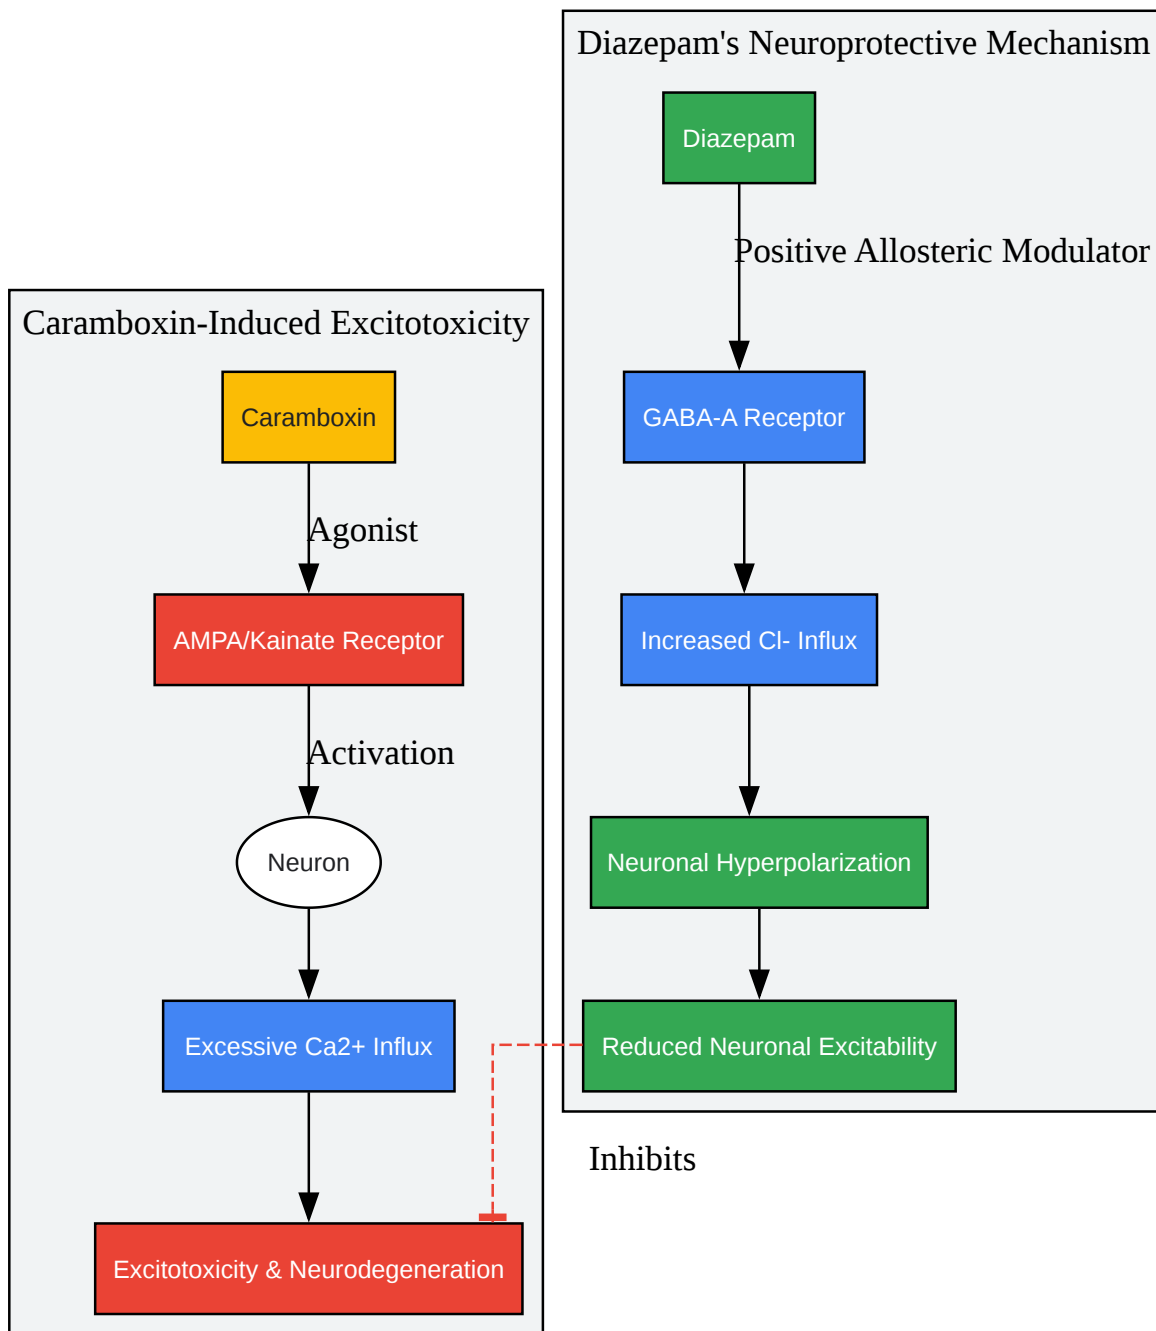 Diazepam's Neuroprotective Mechanism
Diazepam
Positive Allosteric Modulator
GABA-A Receptor
Increased Cl- Influx
Neuronal Hyperpolarization
Reduced Neuronal Excitability
Inhibits
Caramboxin-Induced Excitotoxicity
Caramboxin
Agonist
AMPA/Kainate Receptor
Activation
Neuron
Excessive Ca2+ Influx
Excitotoxicity & Neurodegeneration